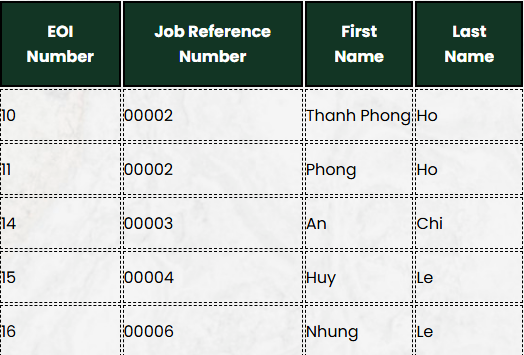 EOI Number Job Reference Number First Name Last Name
10 00002 Thanh Phong Ho
11 00002 Phong Ho
14 00003 An Chi
15 00004 Huy Le
16 00006 Nhung Le